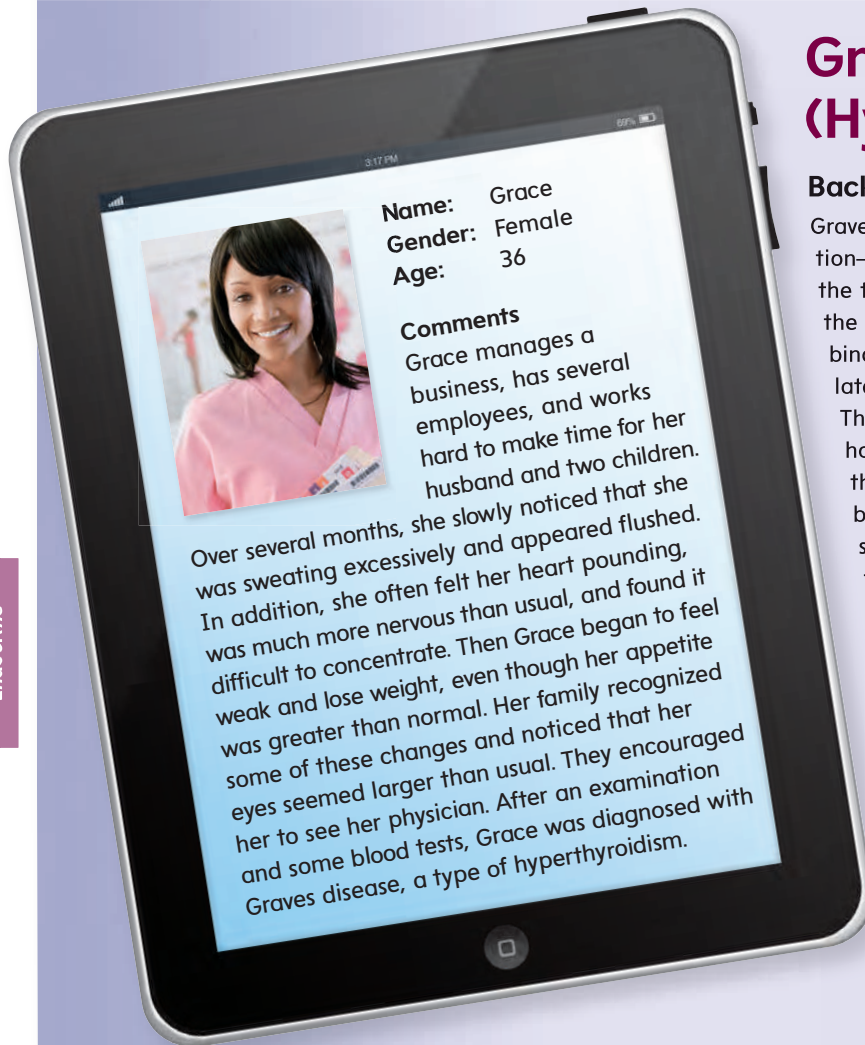 3:17 PM
69%
Name: Grace
Gender: Female
Age: 36
Comments
Grace manages a
business, has several
employees, and works
hard to make time for her
husband and two children.
Over several months, she slowly noticed that she
was sweating excessively and appeared flushed.
In addition, she often felt her heart pounding,
was much more nervous than usual, and found it
difficult to concentrate. Then Grace began to feel
weak and lose weight, even though her appetite
was greater than normal. Her family recognized
some of these changes and noticed that her
eyes seemed larger than usual. They encouraged
her to see her physician. After an examination
and some blood tests, Grace was diagnosed with
Graves disease, a type of hyperthyroidism.
Gr
(Hy
Back
Grave
tion–
the t
the
bine
late
Th
ho
th
b
s